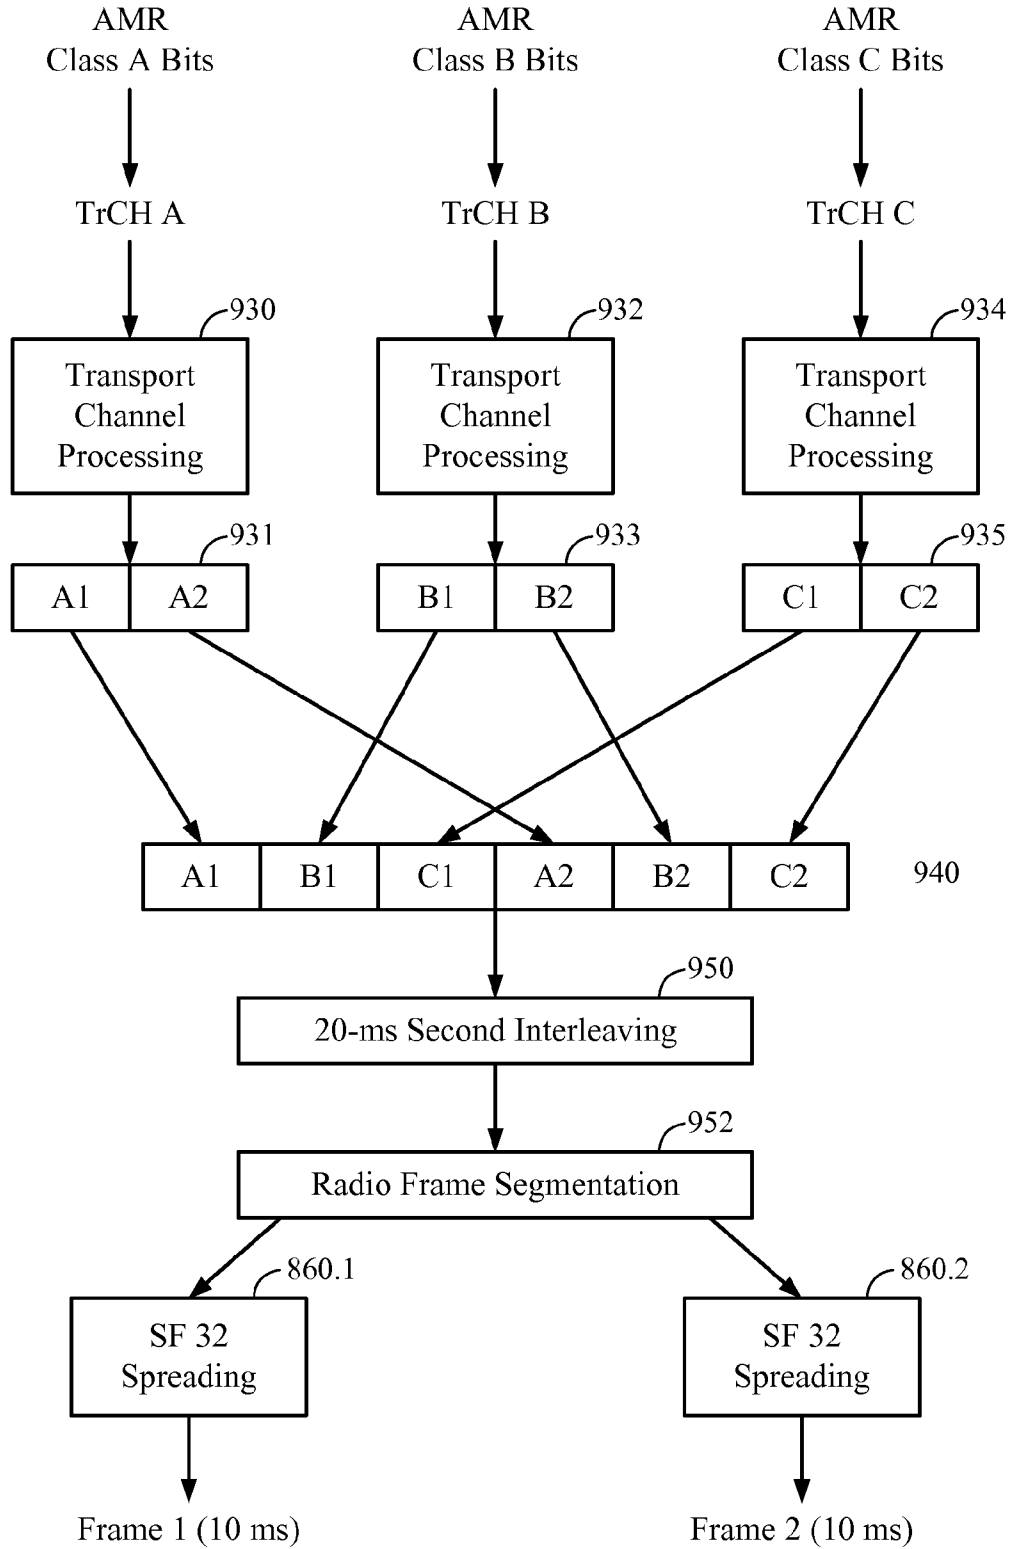 AMR
Class A Bits
AMR
Class B Bits
AMR
Class C Bits
TrCH A
TrCH B
TrCH C
930
932
934
Transport
Channel
Processing
Transport
Channel
Processing
Transport
Channel
Processing
931
933
935
A1 A2
B1 B2
C1 C2
A1 B1 C1 A2 B2 C2
940
950
20-ms Second Interleaving
952
Radio Frame Segmentation
860.1
860.2
SF 32
Spreading
SF 32
Spreading
Frame 1 (10 ms)
Frame 2 (10 ms)